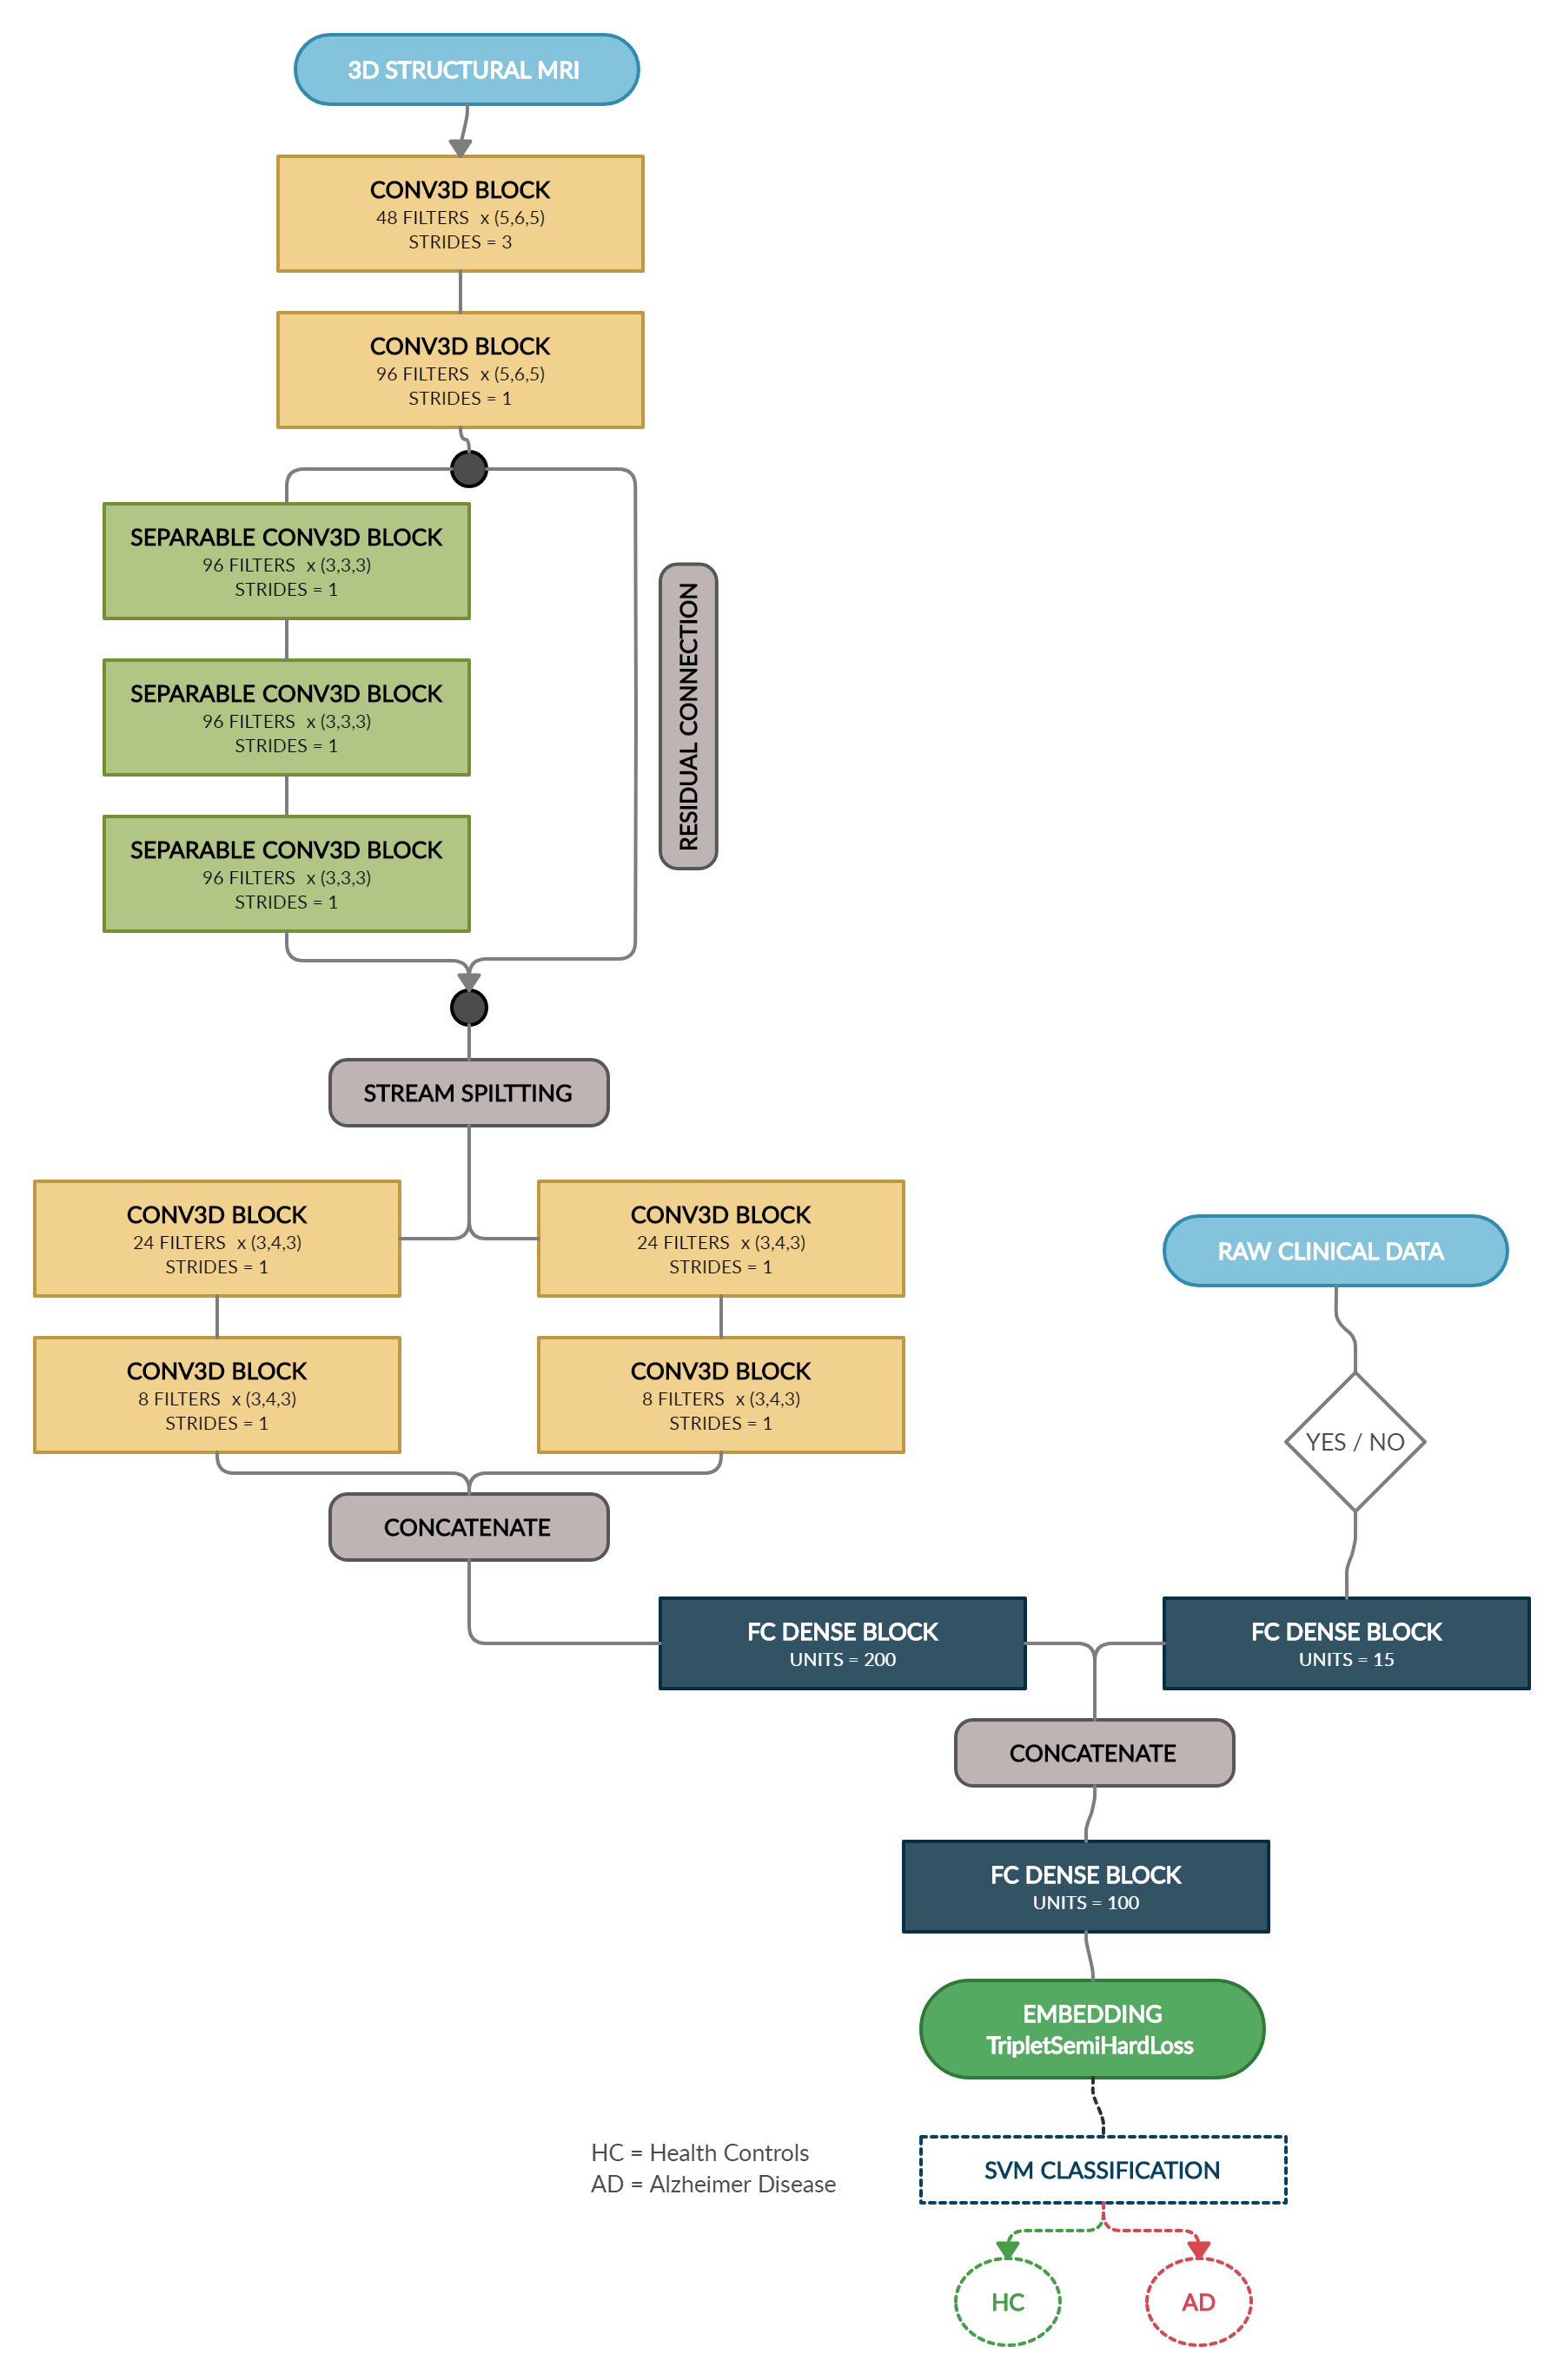 3D STRUCTURAL MRI
CONV3D BLOCK
48 FILTERS x (5,6,5)
STRIDES = 3
CONV3D BLOCK
96 FILTERS x (5,6,5)
STRIDES = 1
SEPARABLE CONV3D BLOCK
96 FILTERS x (3,3,3)
STRIDES = 1
SEPARABLE CONV3D BLOCK
96 FILTERS x (3,3,3)
STRIDES = 1
SEPARABLE CONV3D BLOCK
96 FILTERS x (3,3,3)
STRIDES = 1
RESIDUAL CONNECTION
STREAM SPILTTING
CONV3D BLOCK
24 FILTERS x (3,4,3)
STRIDES = 1
CONV3D BLOCK
24 FILTERS x (3,4,3)
STRIDES = 1
CONV3D BLOCK
8 FILTERS x (3,4,3)
STRIDES = 1
CONV3D BLOCK
8 FILTERS x (3,4,3)
STRIDES = 1
CONCATENATE
RAW CLINICAL DATA
YES / NO
FC DENSE BLOCK
UNITS = 200
FC DENSE BLOCK
UNITS = 15
CONCATENATE
FC DENSE BLOCK
UNITS = 100
EMBEDDING
TripletSemiHardLoss
HC = Health Controls
AD = Alzheimer Disease
SVM CLASSIFICATION
HC
AD